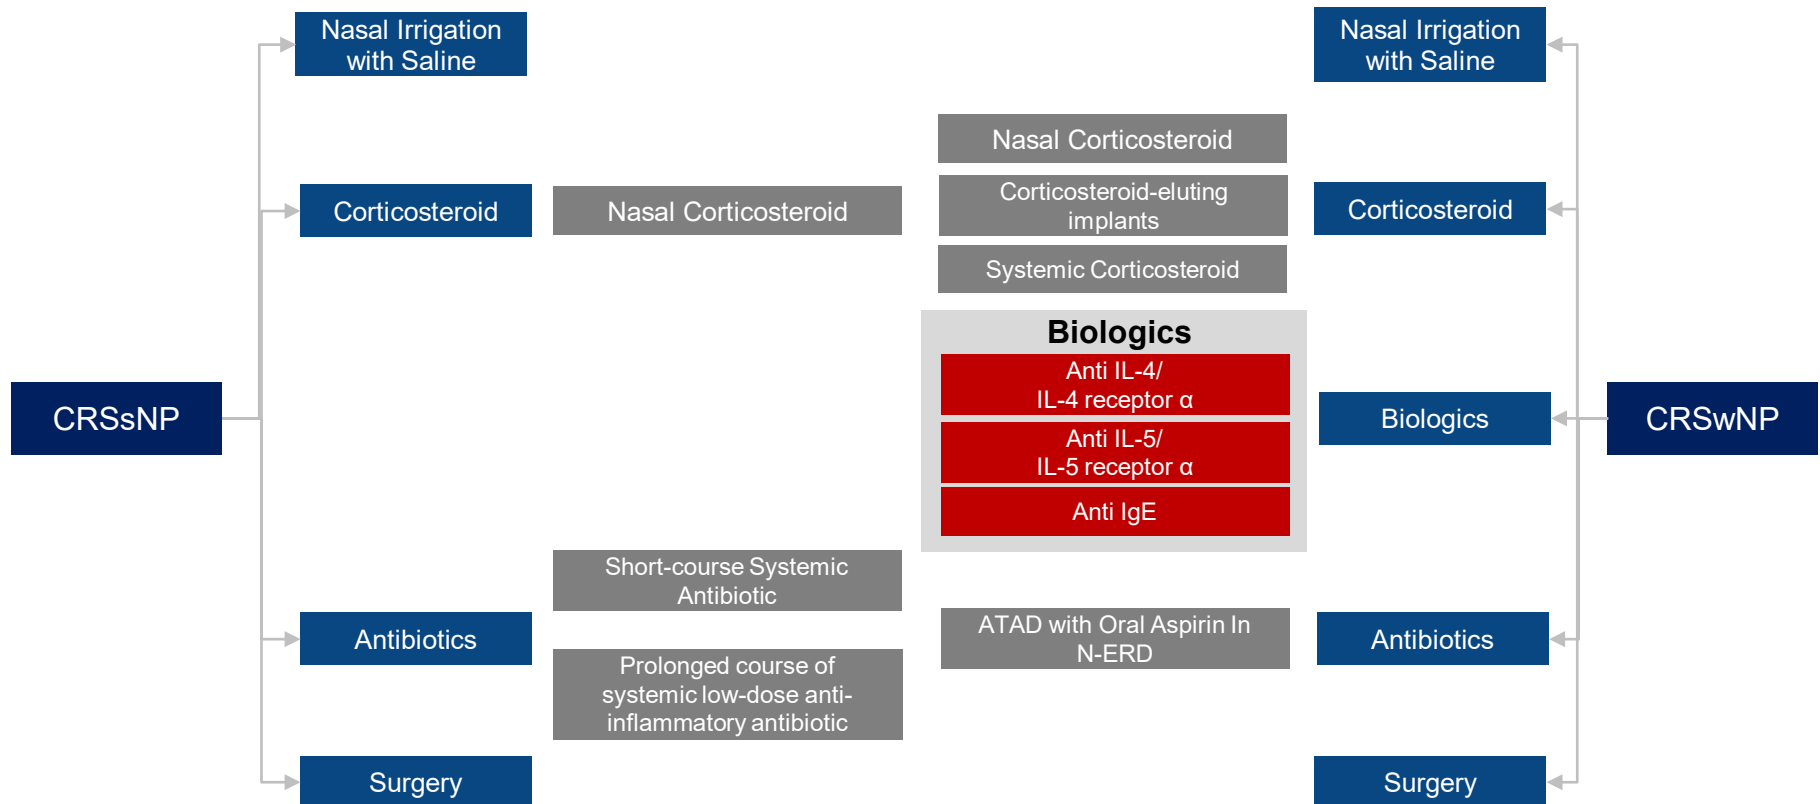 Nasal Irrigation
with Saline
Nasal Irrigation
with Saline
Nasal Corticosteroid
Corticosteroid
Nasal Corticosteroid
Corticosteroid-eluting
implants
Corticosteroid
Systemic Corticosteroid
Biologics
Anti IL-4/
IL-4 receptor α
CRSsNP
Anti IL-5/
IL-5 receptor α
Biologics
CRSwNP
Anti IgE
Short-course Systemic
Antibiotic
Antibiotics
Prolonged course of
systemic low-dose anti-
inflammatory antibiotic
ATAD with Oral Aspirin In
N-ERD
Antibiotics
Surgery
Surgery